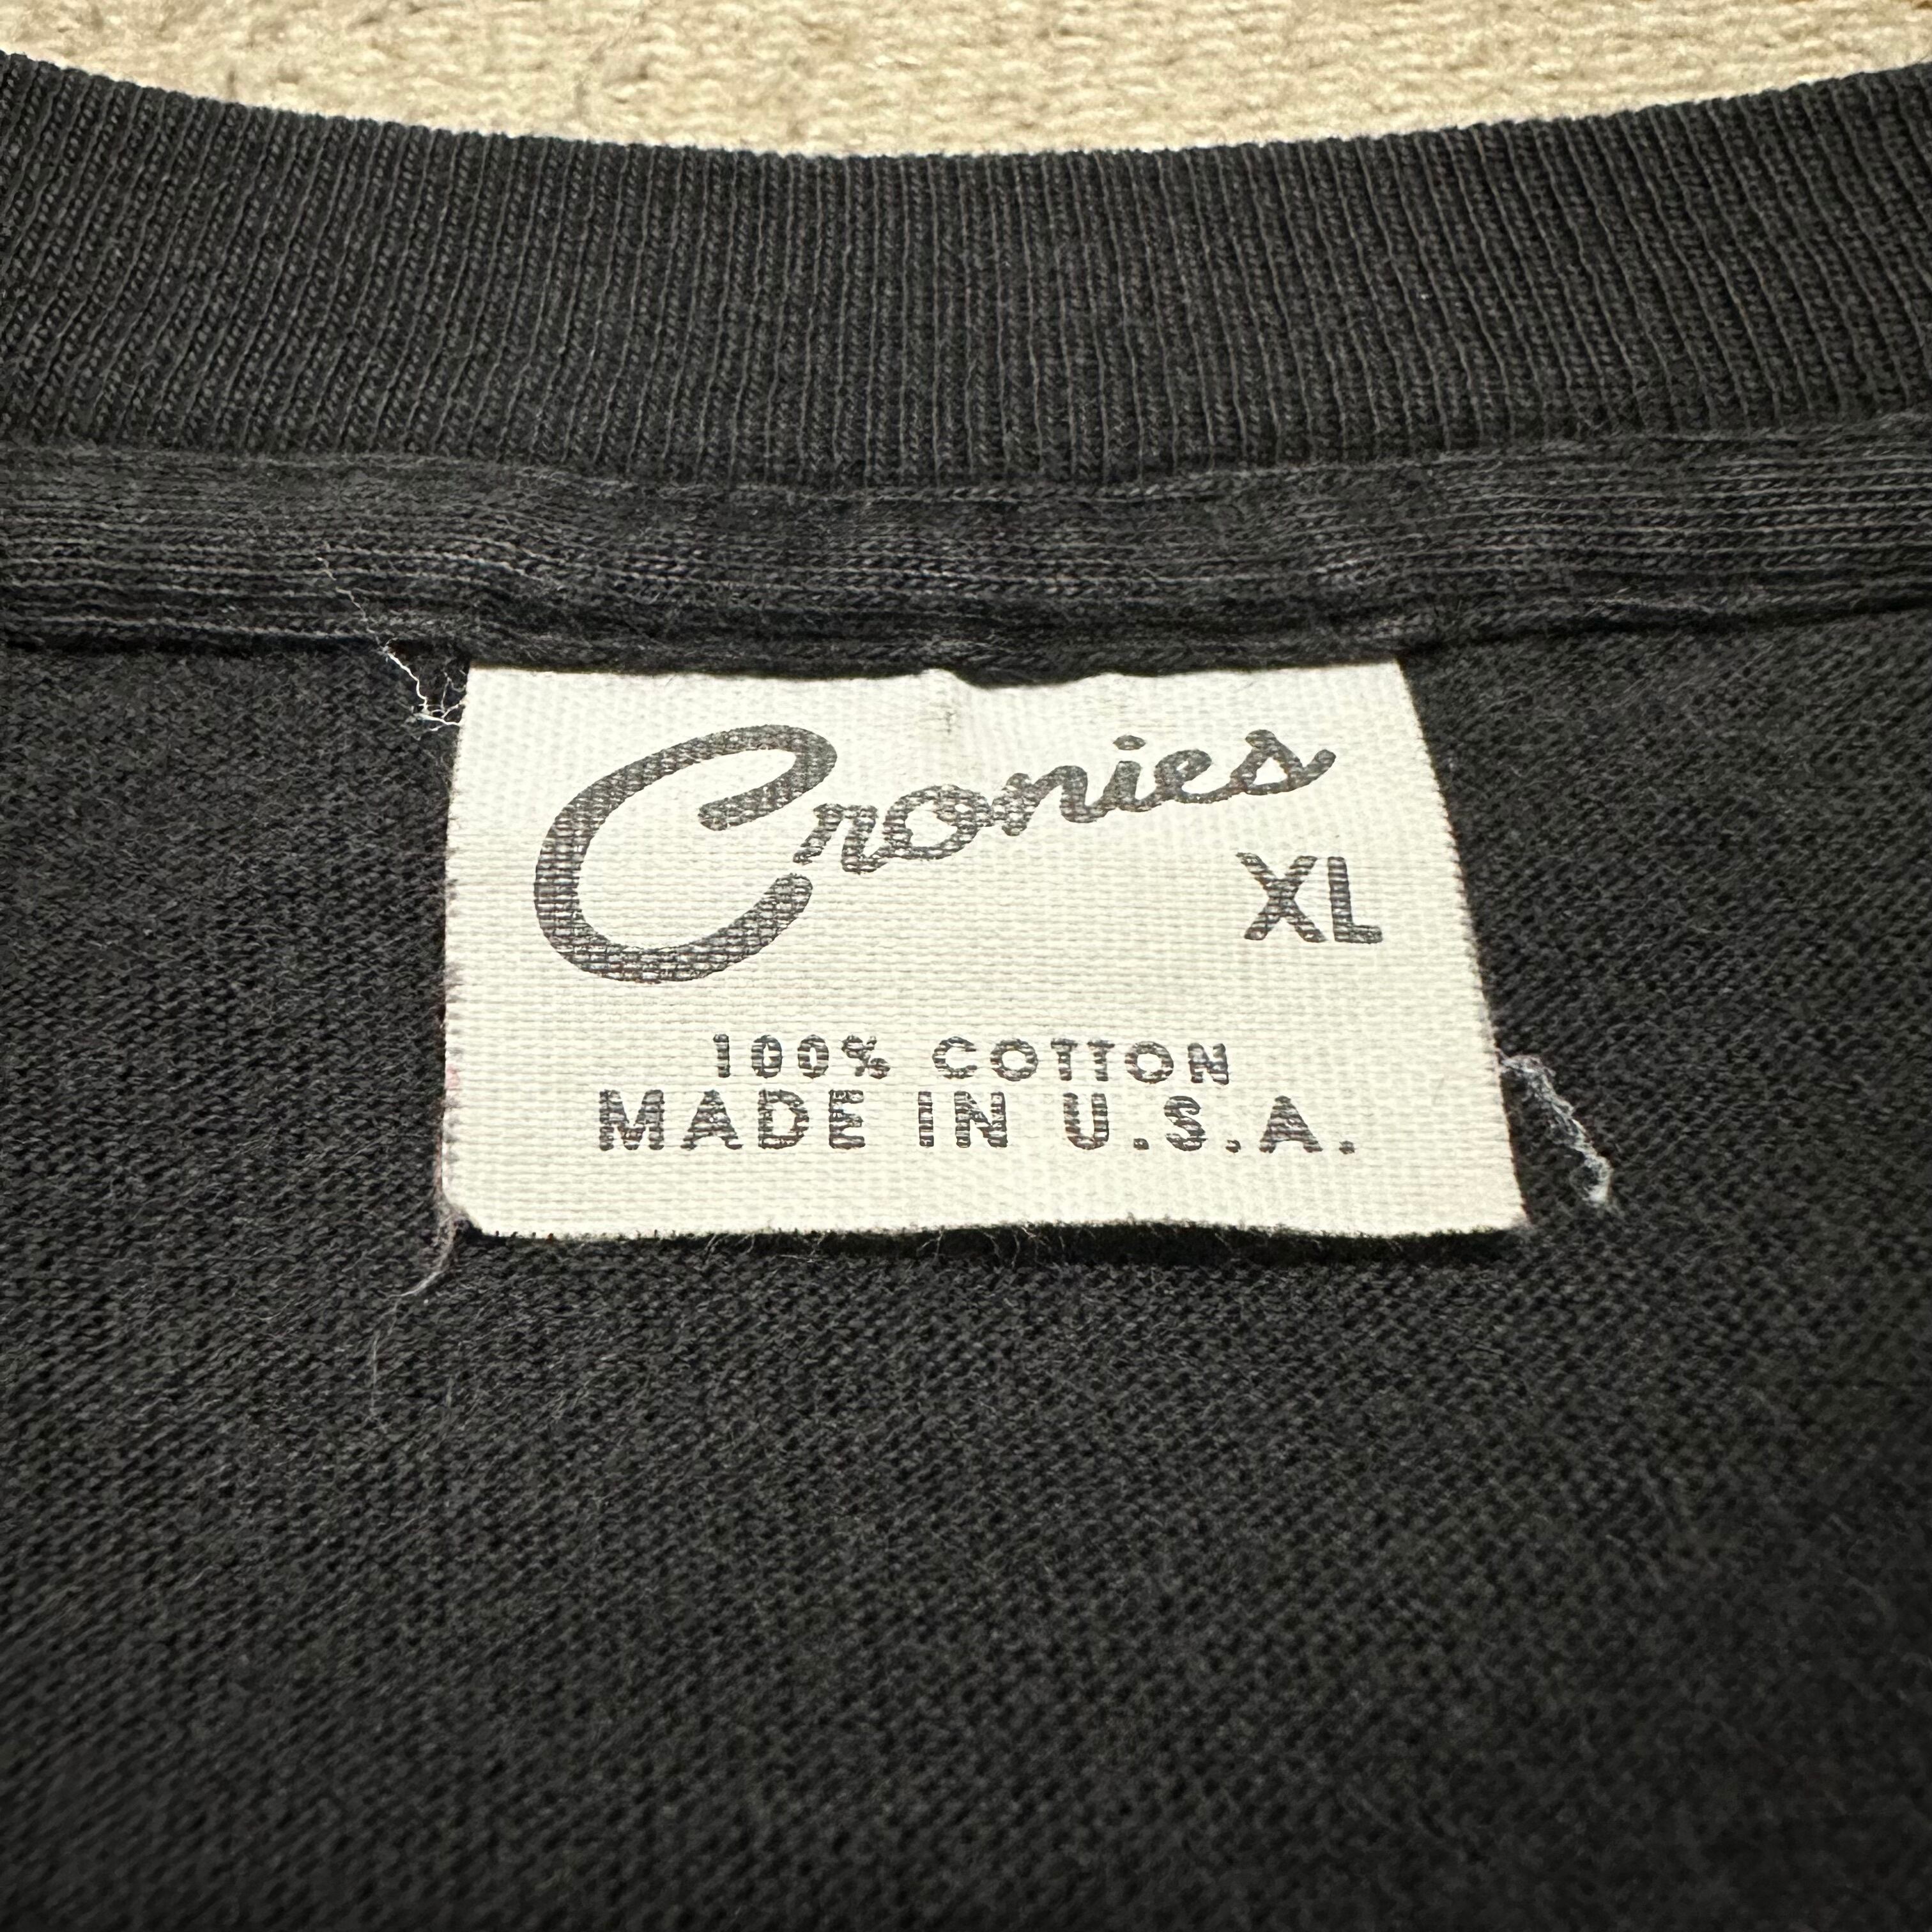 Cronies
XL
100% COTTON
MADE IN U.S.A.